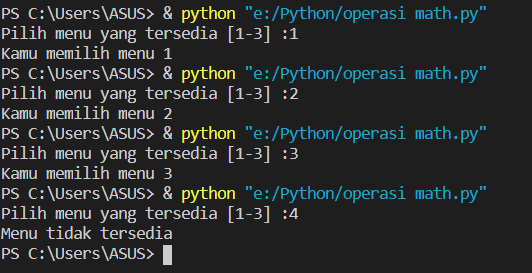 PS C:\Users\ASUS> & python "e:/Python/operasi math.py"
Pilih menu yang tersedia [1-3] :1
Kamu memilih menu 1
PS C:\Users\ASUS> & python "e:/Python/operasi math.py"
Pilih menu yang tersedia [1-3] :2
Kamu memilih menu 2
PS C:\Users\ASUS> & python "e:/Python/operasi math.py"
Pilih menu yang tersedia [1-3] :3
Kamu memilih menu 3
PS C:\Users\ASUS> & python "e:/Python/operasi math.py"
Pilih menu yang tersedia [1-3] :4
Menu tidak tersedia
PS C:\Users\ASUS>